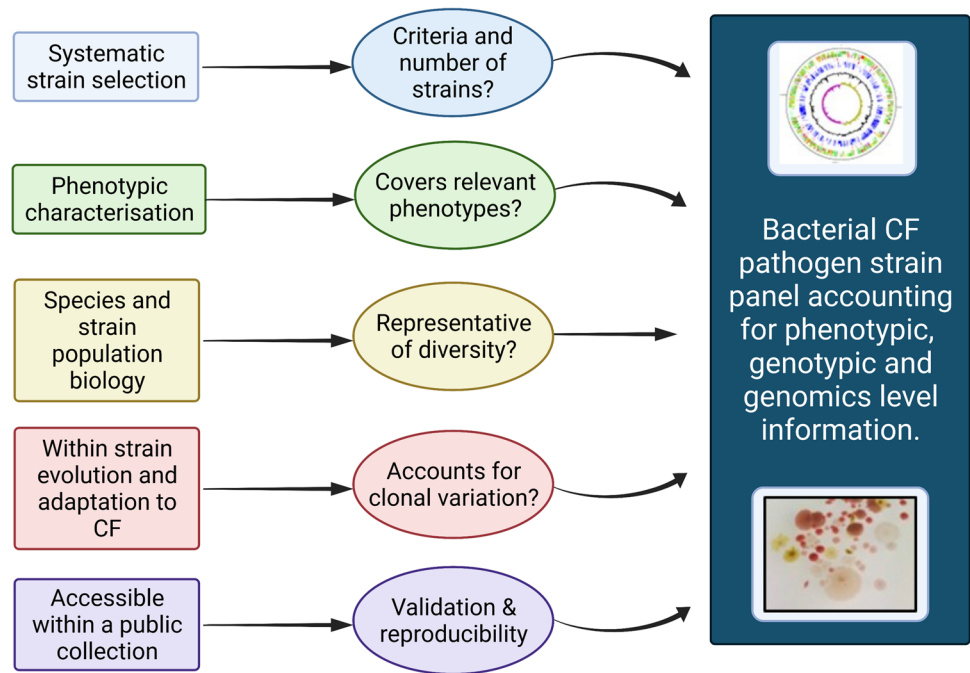 Systematic
strain selection
Criteria and
number of
strains?
Phenotypic
characterisation
Covers relevant
phenotypes?
Species and
strain
population
biology
Representative
of diversity?
Within strain
evolution and
adaptation to
CF
Accounts for
clonal variation?
Accessible
within a public
collection
Validation &
reproducibility
Bacterial CF
pathogen strain
panel accounting
for phenotypic,
genotypic and
genomics level
information.